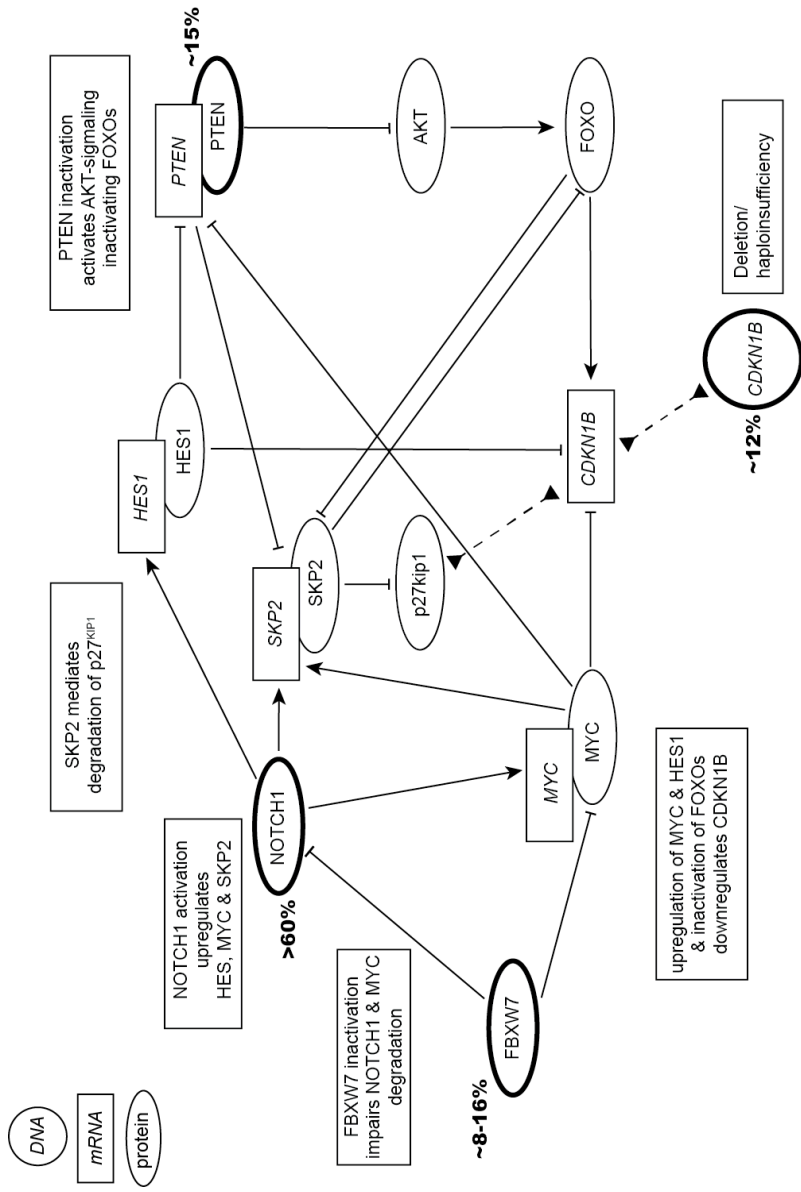 DNA
mRNA
protein
NOTCH1 activation
upregulates
HES, MYC & SKP2
SKP2 mediates
degradation of p27KIP1
PTEN inactivation
activates AKT-sigmaling
inactivating FOXOs
HES1
HES1
PTEN
PTEN
~15%
NOTCH1
>60%
SKP2
SKP2
AKT
FBXW7 inactivation
impairs NOTCH1 & MYC
degradation
p27kip1
FBXW7
~8-16%
MYC
MYC
CDKN1B
FOXO
upregulation of MYC & HES1
& inactivation of FOXOs
downregulates CDKN1B
~12%
CDKN1B
Deletion/
haploinsufficiency